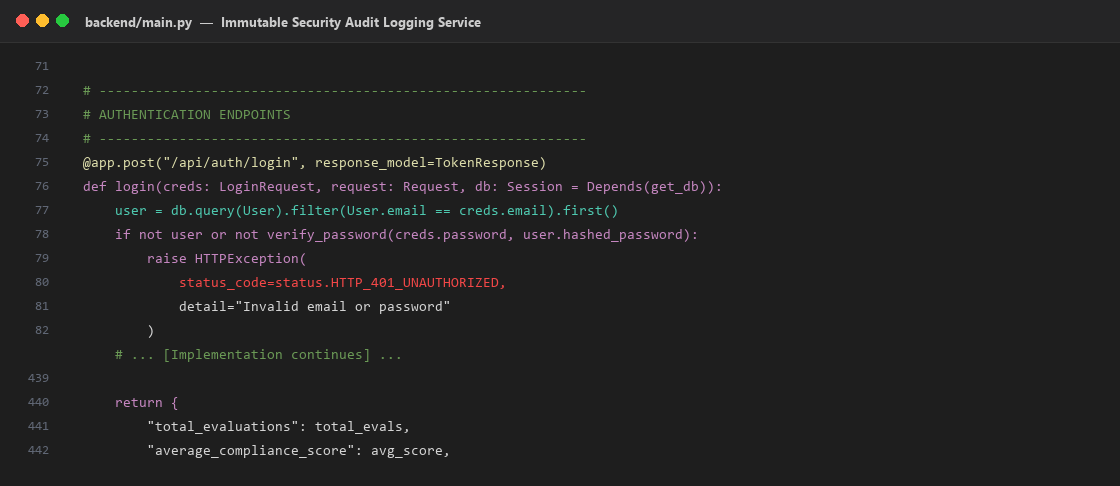 backend/main.py — Immutable Security Audit Logging Service
71
72 # -------------------------------------------------------------
73 # AUTHENTICATION ENDPOINTS
74 # -------------------------------------------------------------
75 @app.post("/api/auth/login", response_model=TokenResponse)
76 def login(creds: LoginRequest, request: Request, db: Session = Depends(get_db)):
77     user = db.query(User).filter(User.email == creds.email).first()
78     if not user or not verify_password(creds.password, user.hashed_password):
79         raise HTTPException(
80             status_code=status.HTTP_401_UNAUTHORIZED,
81             detail="Invalid email or password"
82         )
    # ... [Implementation continues] ...
439
440     return {
441         "total_evaluations": total_evals,
442         "average_compliance_score": avg_score,